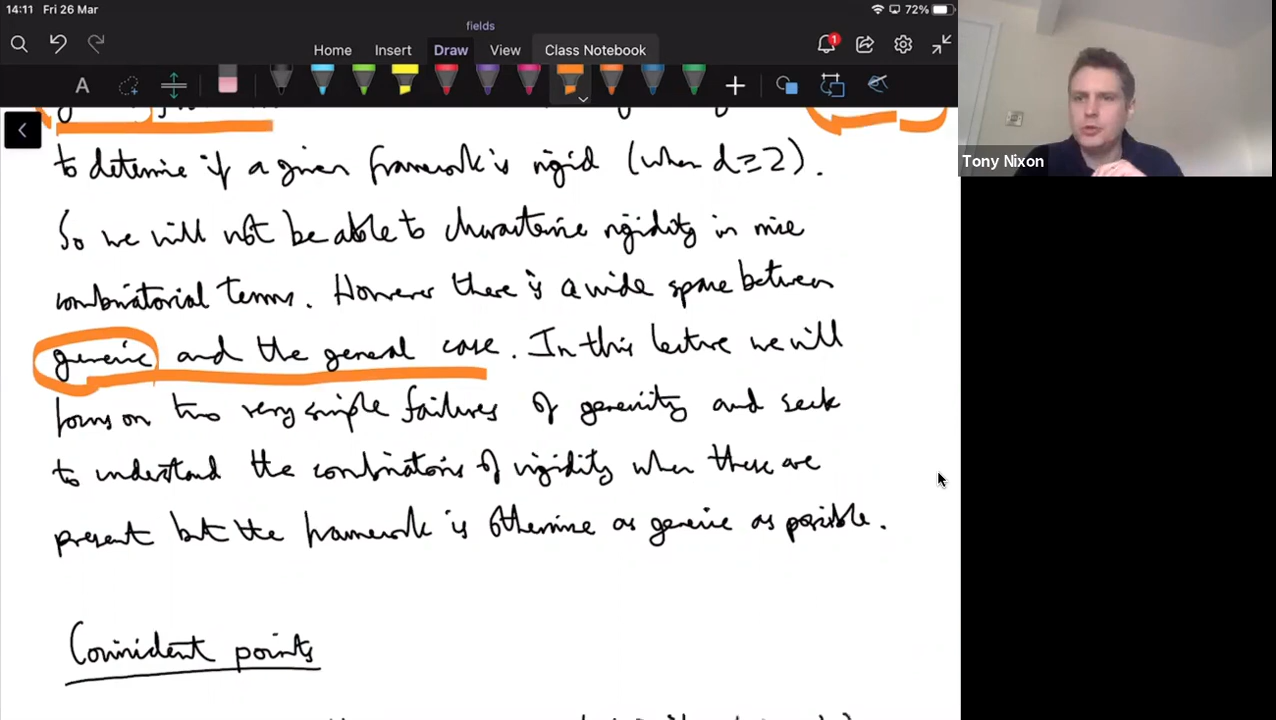 14:11 Fri 26 Mar
72%
fields
Home Insert Draw View Class Notebook
1
A
Tony Nixon
to determine if a given framework is rigid (when d≥2).
So we will not be able to characterise rigidity in nice
combinatorial terms. However there is a wide space between
generic and the general case. In this lecture we will
focus on two very simple failures of genericity and seek
to understand the combinatorics of rigidity when these are
present but the framework is otherwise as generic as possible.
Coincident points